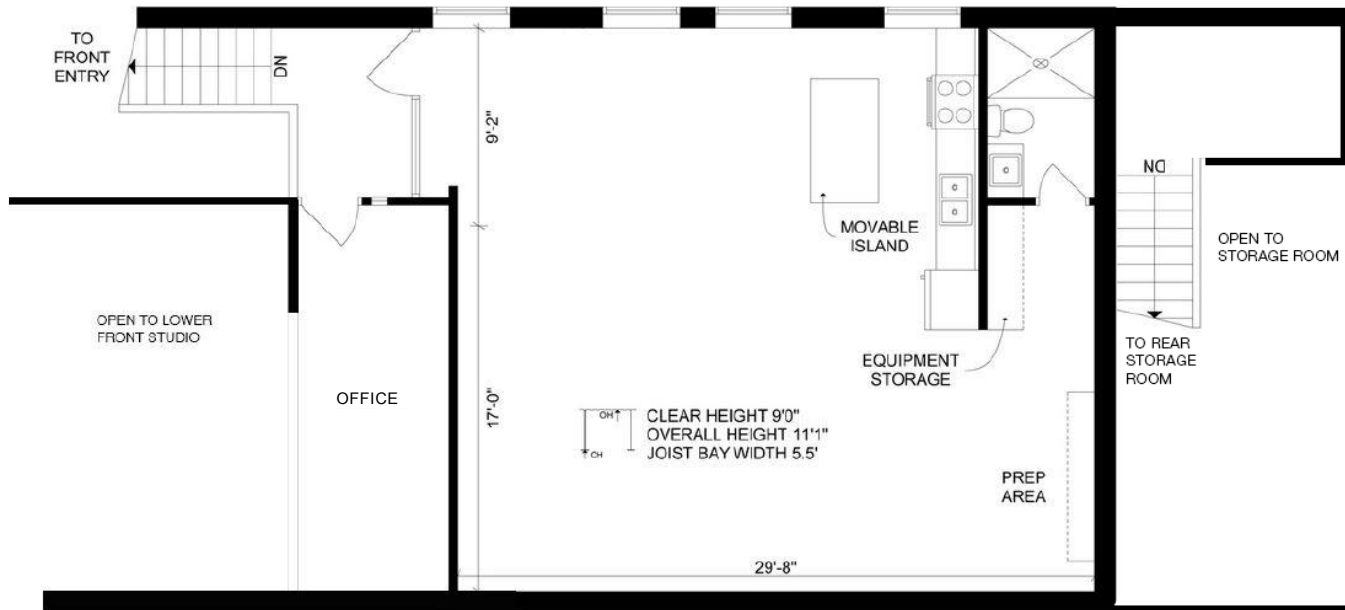 TO
FRONT
ENTRY
DN
9'-2"
MOVABLE
ISLAND
DN
OPEN TO
STORAGE ROOM
OPEN TO LOWER
FRONT STUDIO
OFFICE
17'-0"
EQUIPMENT
STORAGE
TO REAR
STORAGE
ROOM
OH
CH
CLEAR HEIGHT 9'0"
OVERALL HEIGHT 11'1"
JOIST BAY WIDTH 5.5'
PREP
AREA
29'-8"